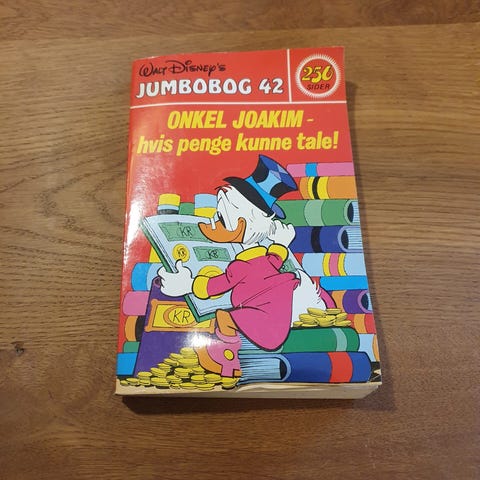 Walt Disney's
JUMBOBOG 42
250
SIDER
ONKEL JOAKIM -
hvis penge kunne tale!
KR
KR
KR
KR